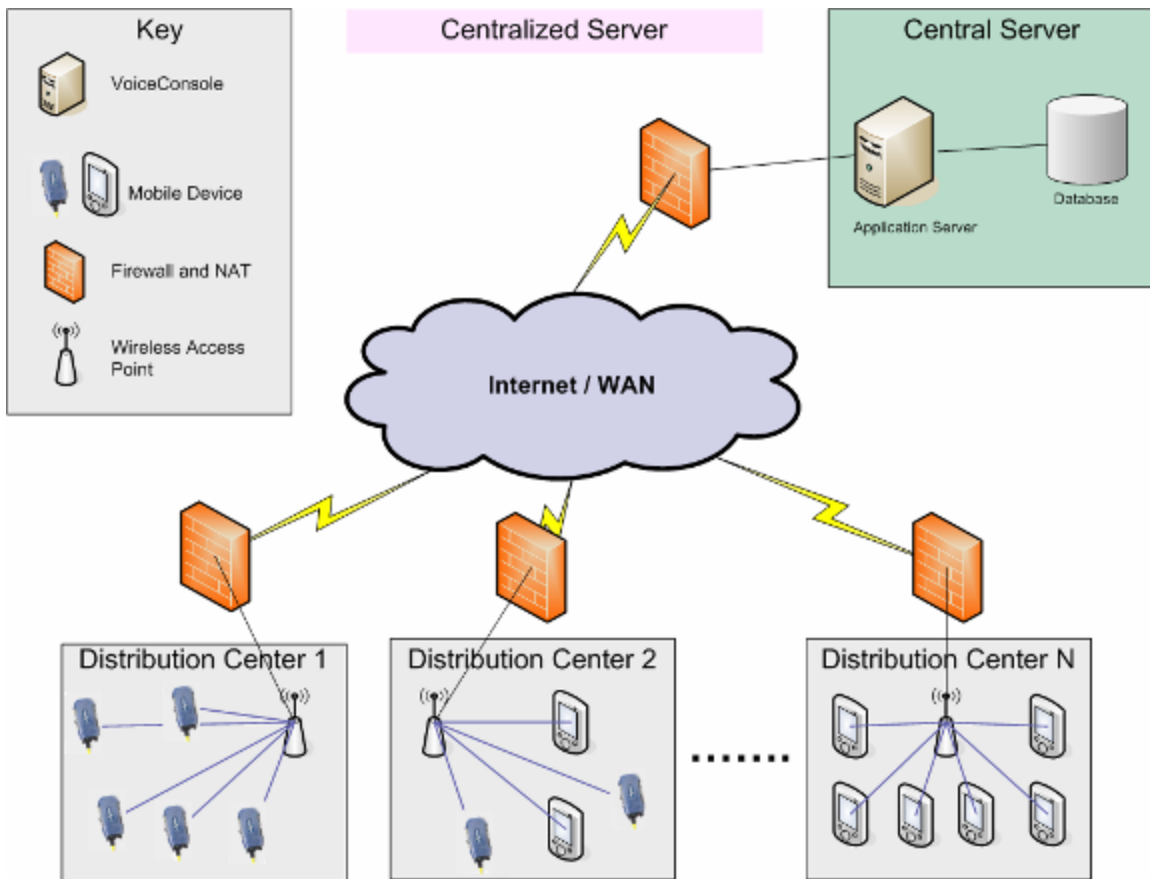 Key
VoiceConsole
Mobile Device
Firewall and NAT
Wireless Access
Point
Centralized Server
Central Server
Application Server
Database
Internet / WAN
Distribution Center 1
Distribution Center 2
Distribution Center N